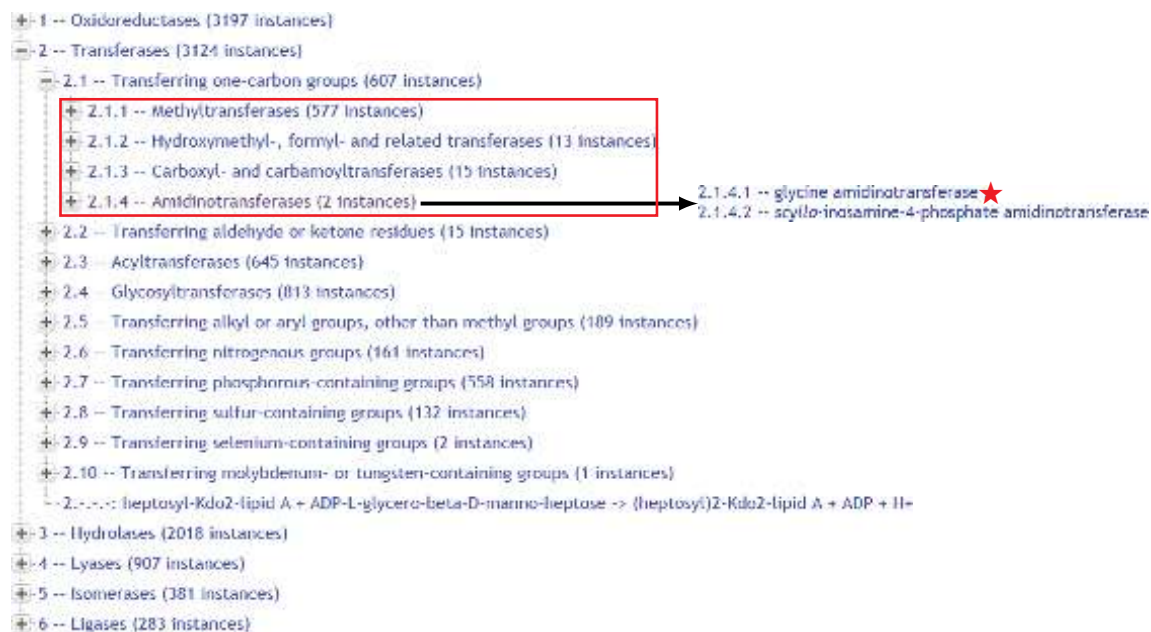 1 -- Oxidoreductases (3197 instances)
2 -- Transferases (3124 instances)
2.1 -- Transferring one-carbon groups (607 instances)
2.1.1 -- Methyltransferases (577 instances)
2.1.2 -- Hydroxymethyl-, formyl- and related transferases (13 instances)
2.1.3 -- Carboxyl- and carbamoyltransferases (15 instances)
2.1.4 -- Amidinotransferases (2 instances)
2.1.4.1 -- glycine amidinotransferase
2.1.4.2 -- scyllo-inosamine-4-phosphate amidinotransferase
2.2 -- Transferring aldehyde or ketone residues (15 instances)
2.3 -- Acyltransferases (645 instances)
2.4 -- Glycosyltransferases (813 instances)
2.5 -- Transferring alkyl or aryl groups, other than methyl groups (189 instances)
2.6 -- Transferring nitrogenous groups (161 instances)
2.7 -- Transferring phosphorous-containing groups (558 instances)
2.8 -- Transferring sulfur-containing groups (132 instances)
2.9 -- Transferring selenium-containing groups (2 instances)
2.10 -- Transferring molybdenum- or tungsten-containing groups (1 instances)
2.-.-.-: heptosyl-Kdo2-lipid A + ADP-L-glycero-beta-D-manno-heptose -> (heptosyl)2-Kdo2-lipid A + ADP + H+
3 -- Hydrolases (2018 instances)
4 -- Lyases (907 instances)
5 -- Isomerases (381 instances)
6 -- Ligases (283 instances)